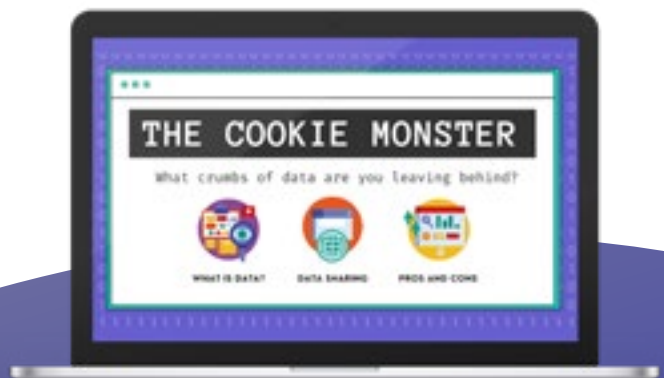 THE COOKIE MONSTER
What crumbs of data are you leaving behind?
WHAT IS DATA?
DATA SHARING
PROS AND CONS